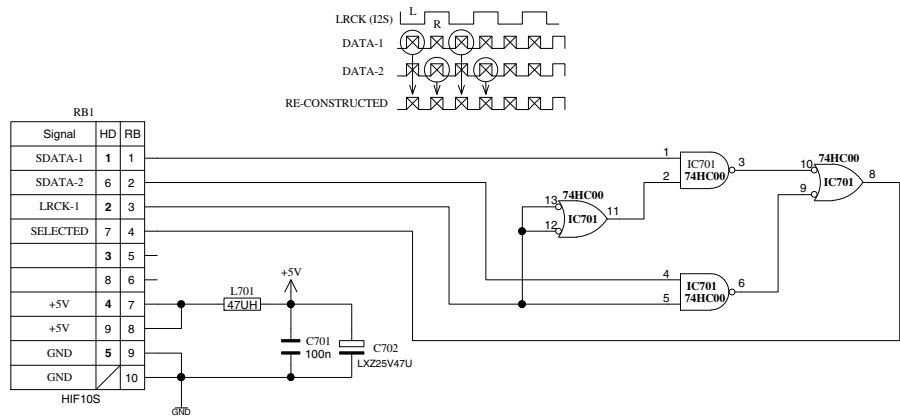 LRCK (I2S)
L
R
DATA-1
DATA-2
RE-CONSTRUCTED
RB1
Signal HD RB
SDATA-1 1 1
SDATA-2 6 2
LRCK-1 2 3
SELECTED 7 4
3 5
8 6
+5V 4 7
+5V 9 8
GND 5 9
GND 10
HIF10S
GND
L701
47UH
+5V
C701
100n
C702
LXZ25V47U
1
2
IC701
74HC00
3
74HC00
13
12
IC701
11
4
5
IC701
74HC00
6
74HC00
10
9
IC701
8